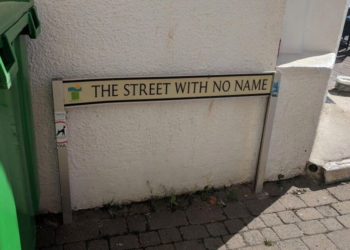 THE STREET WITH NO NAME